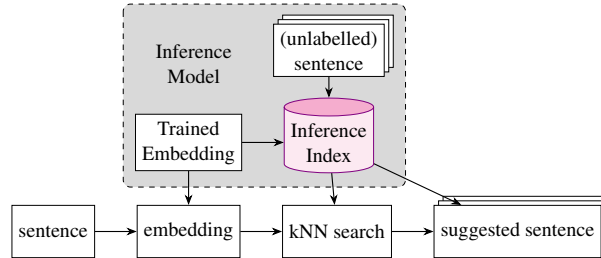 Inference
Model
(unlabelled)
sentence
Trained
Embedding
Inference
Index
sentence
embedding
kNN search
suggested sentence